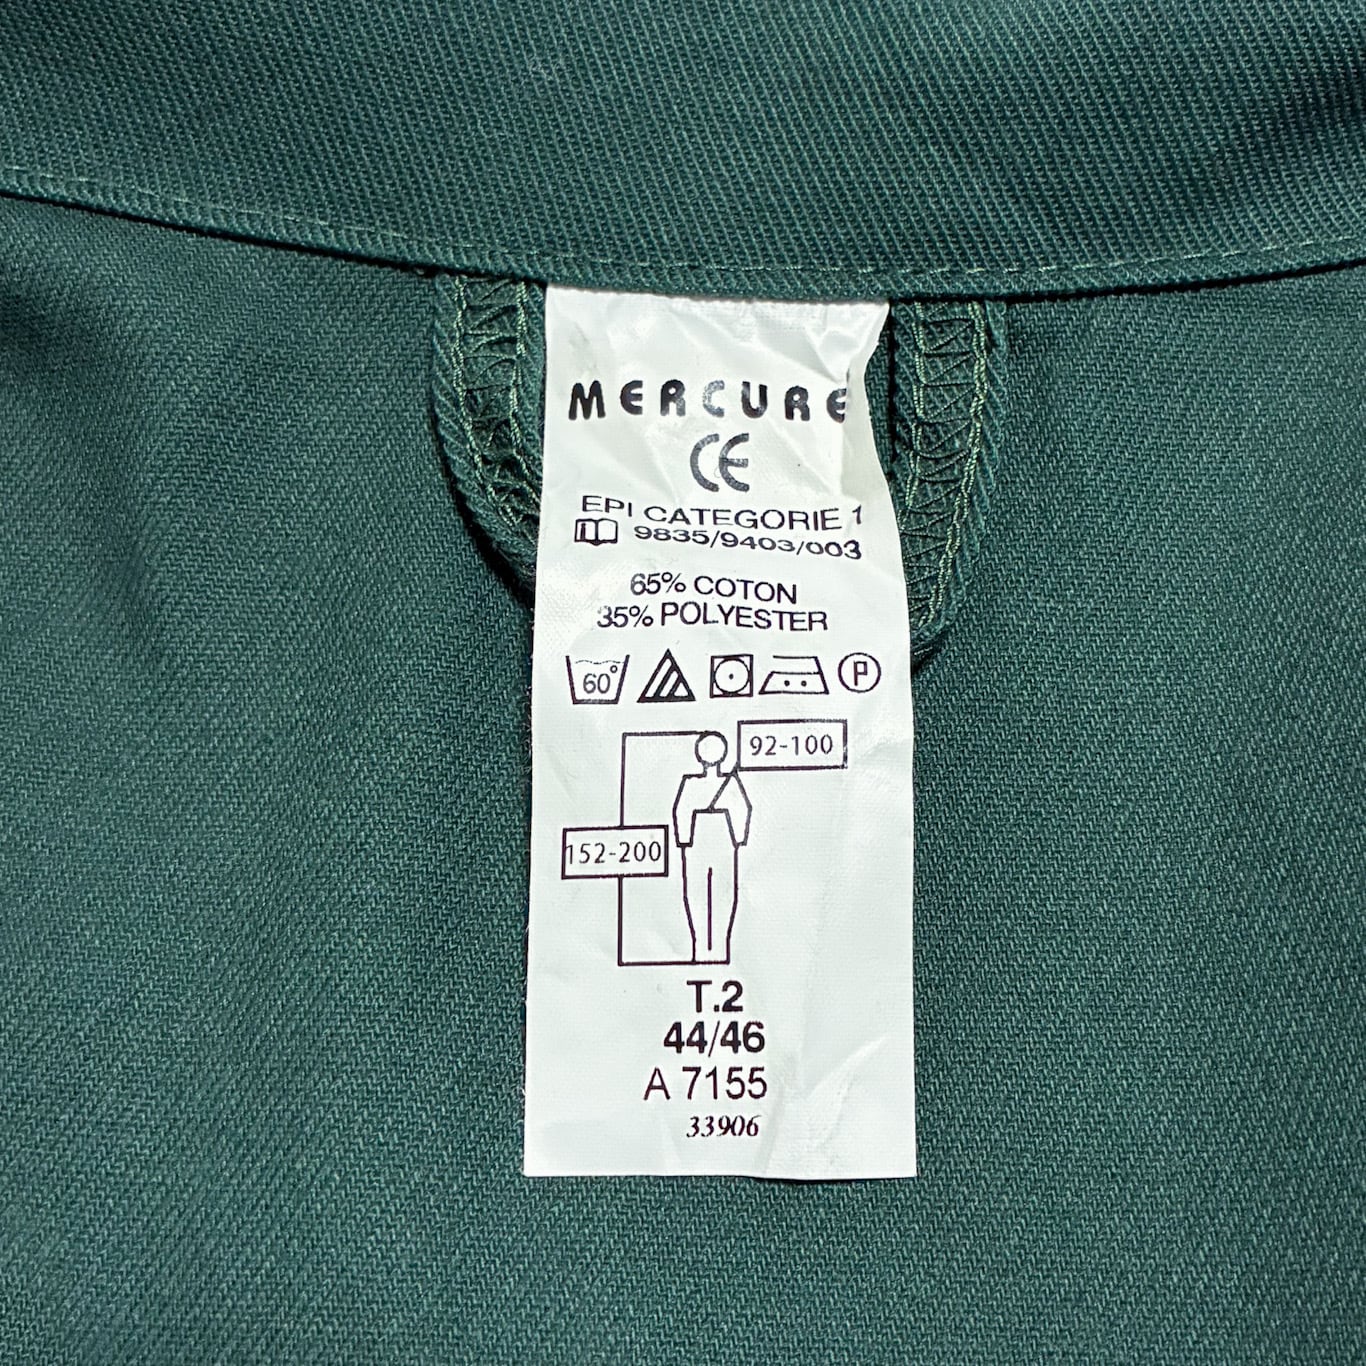 MERCURE
CE
EPI CATEGORIE 1
9835/9403/003
65% COTON
35% POLYESTER
60° P
92-100
152-200
T.2
44/46
A 7155
33906